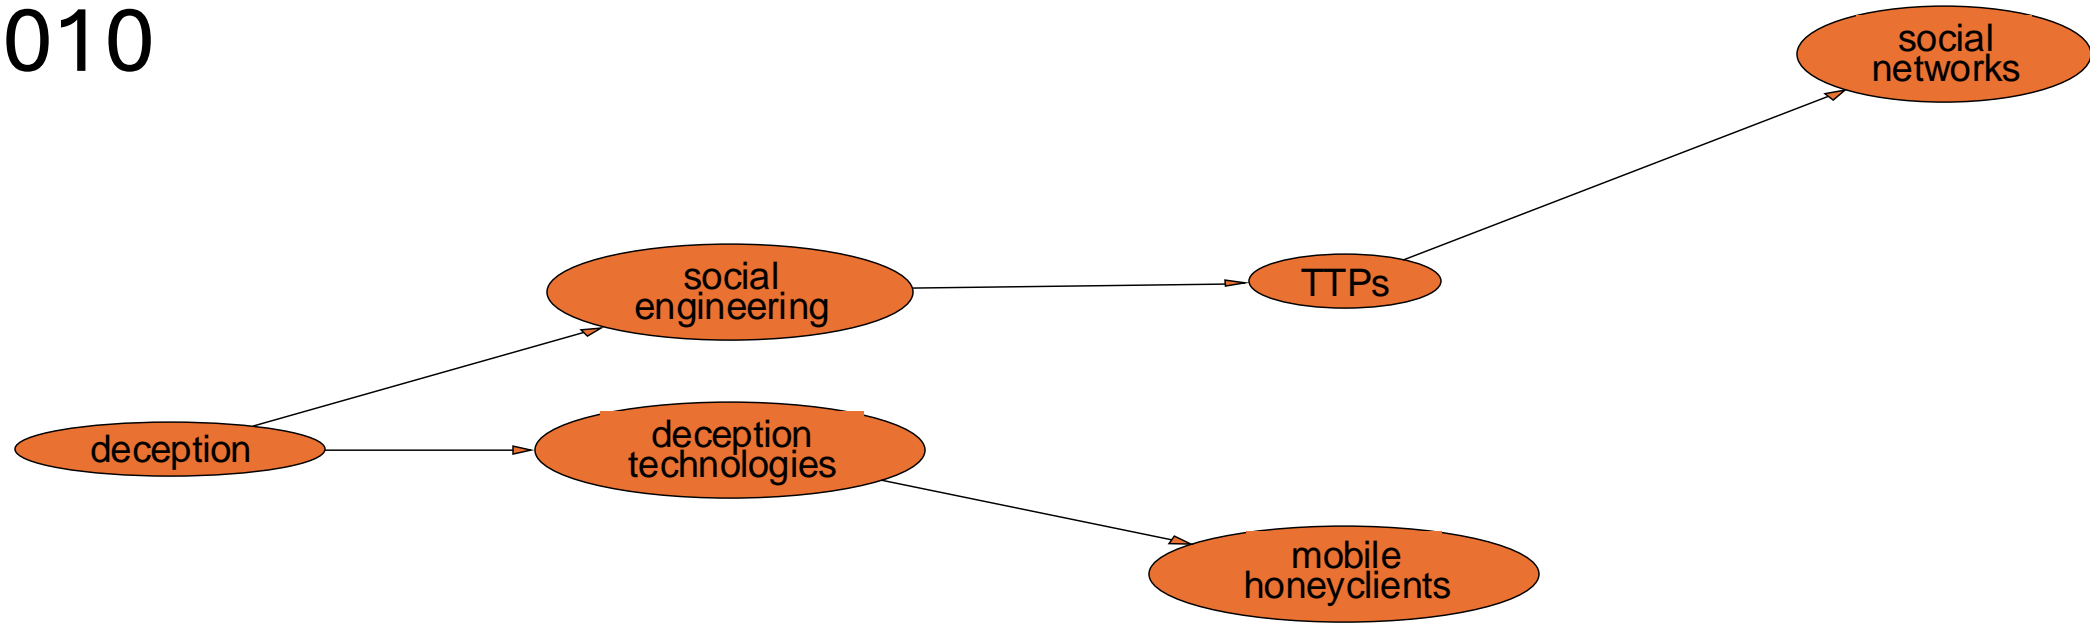 010
social
networks
social
engineering
TTPs
deception
deception
technologies
mobile
honeyclients